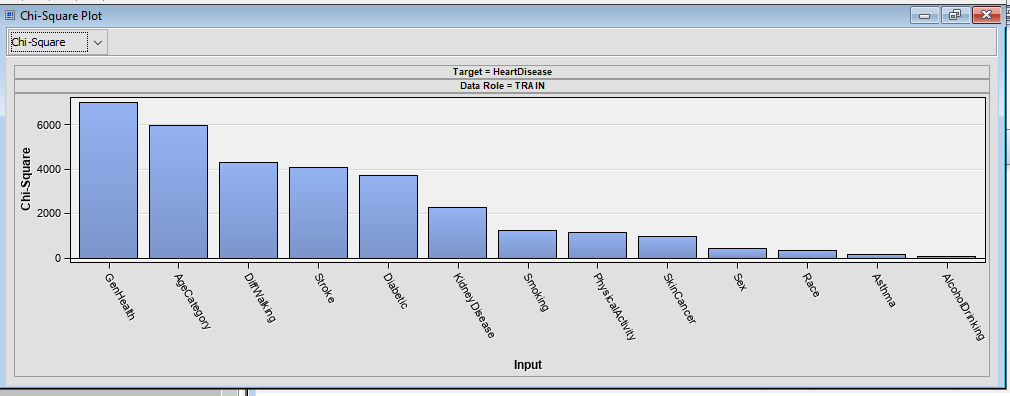 Chi-Square Plot
Chi-Square
Target = HeartDisease
Data Role = TRAIN
Chi-Square
6000
4000
2000
0
GenHealth
AgeCategory
DiffWalking
Stroke
Diabetic
KidneyDisease
Smoking
PhysicalActivity
SkinCancer
Sex
Race
Asthma
AlcoholDrinking
Input